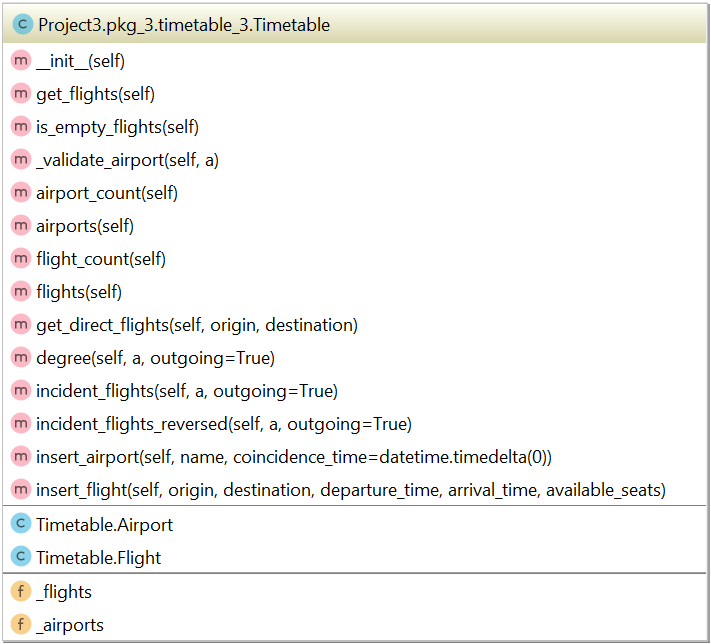 C Project3.pkg_3.timetable_3.Timetable
m __init__(self)
m get_flights(self)
m is_empty_flights(self)
m _validate_airport(self, a)
m airport_count(self)
m airports(self)
m flight_count(self)
m flights(self)
m get_direct_flights(self, origin, destination)
m degree(self, a, outgoing=True)
m incident_flights(self, a, outgoing=True)
m incident_flights_reversed(self, a, outgoing=True)
m insert_airport(self, name, coincidence_time=datetime.timedelta(0))
m insert_flight(self, origin, destination, departure_time, arrival_time, available_seats)
C Timetable.Airport
C Timetable.Flight
f _flights
f _airports